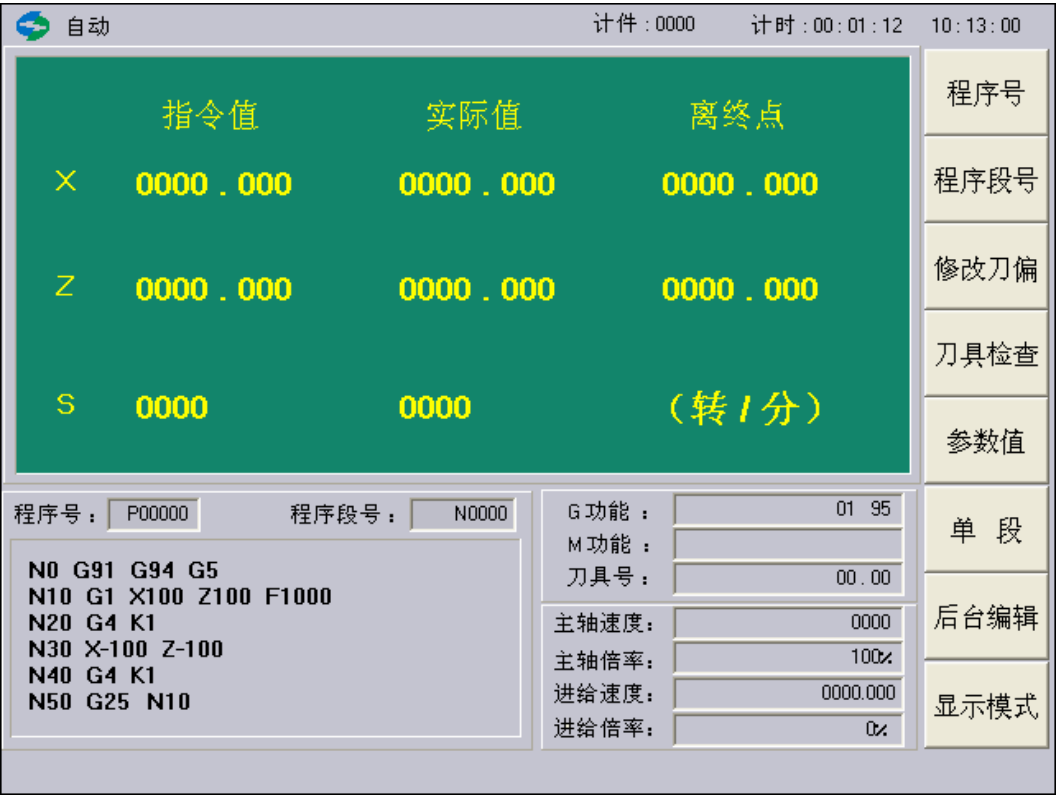 自动 计件:0000 计时:00:01:12 10:13:00
指令值 实际值 离终点
X 0000.000 0000.000 0000.000
Z 0000.000 0000.000 0000.000
S 0000 0000 (转/分)
程序号: P00000 程序段号: N0000
N0 G91 G94 G5
N10 G1 X100 Z100 F1000
N20 G4 K1
N30 X-100 Z-100
N40 G4 K1
N50 G25 N10
G功能: 01 95
M功能:
刀具号: 00.00
主轴速度: 0000
主轴倍率: 100%
进给速度: 0000.000
进给倍率: 0%
程序号
程序段号
修改刀偏
刀具检查
参数值
单 段
后台编辑
显示模式